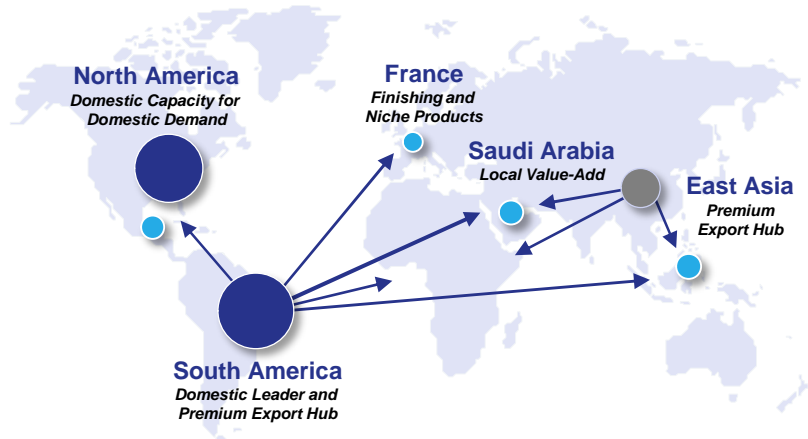 North America
Domestic Capacity for
Domestic Demand
France
Finishing and
Niche Products
Saudi Arabia
Local Value-Add
East Asia
Premium
Export Hub
South America
Domestic Leader and
Premium Export Hub